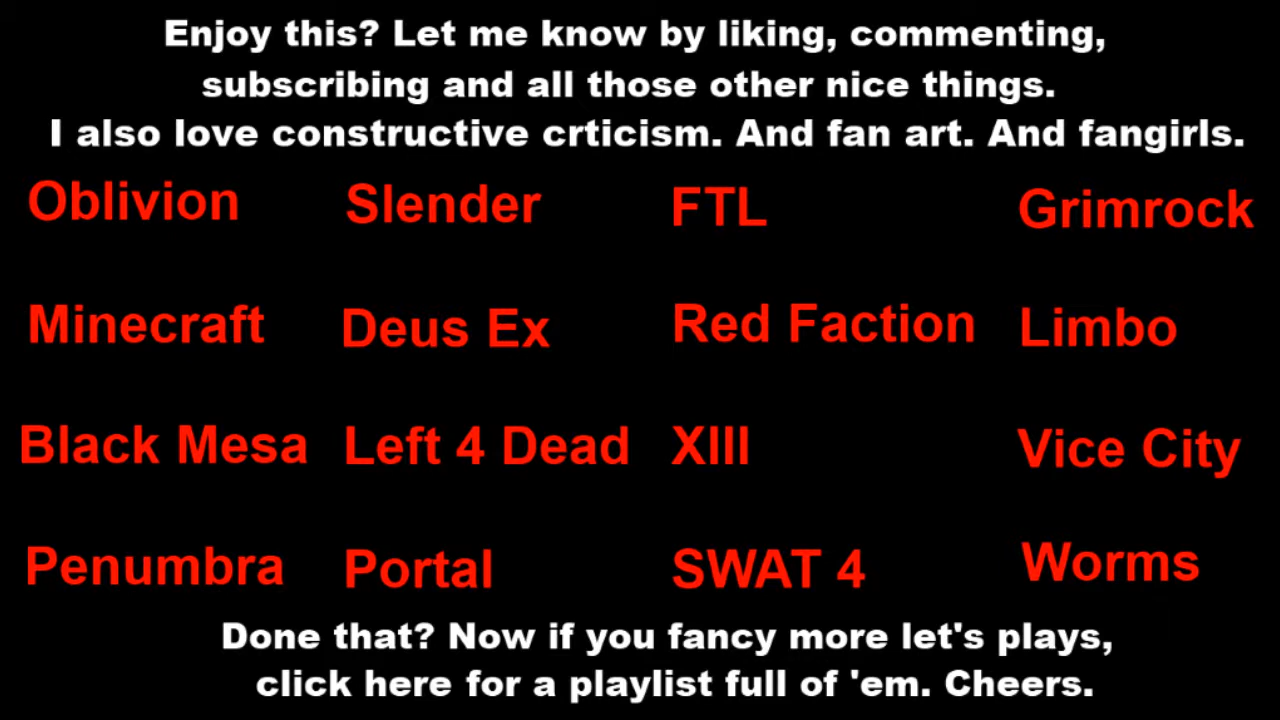 Enjoy this? Let me know by liking, commenting,
subscribing and all those other nice things.
I also love constructive crticism. And fan art. And fangirls.
Oblivion Slender FTL Grimrock
Minecraft Deus Ex Red Faction Limbo
Black Mesa Left 4 Dead XIII Vice City
Penumbra Portal SWAT 4 Worms
Done that? Now if you fancy more let's plays,
click here for a playlist full of 'em. Cheers.